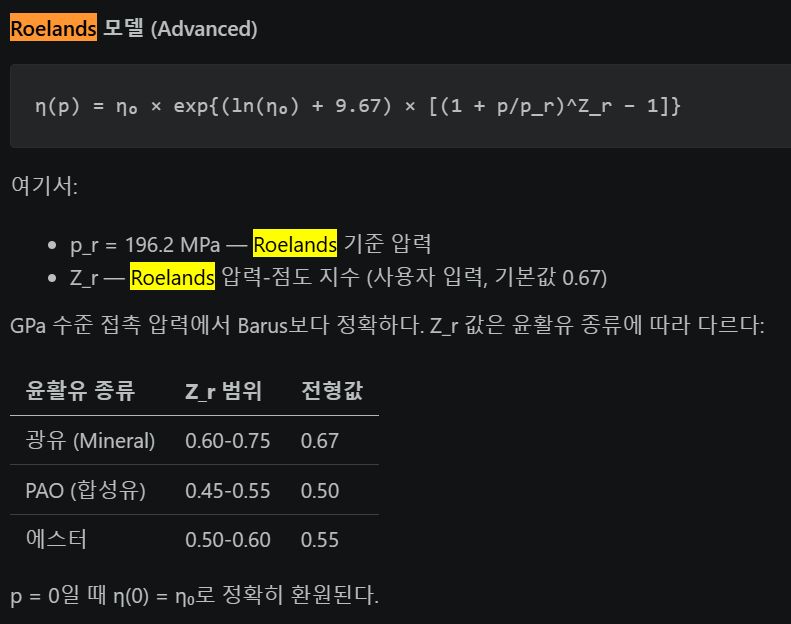 Roelands 모델 (Advanced)
η(p) = η₀ × exp{(ln(η₀) + 9.67) × [(1 + p/p_r)^Z_r − 1]}
여기서:
• p_r = 196.2 MPa — Roelands 기준 압력
• Z_r — Roelands 압력-점도 지수 (사용자 입력, 기본값 0.67)
GPa 수준 접촉 압력에서 Barus보다 정확하다. Z_r 값은 윤활유 종류에 따라 다르다:
윤활유 종류 Z_r 범위 전형값
광유 (Mineral) 0.60-0.75 0.67
PAO (합성유) 0.45-0.55 0.50
에스터 0.50-0.60 0.55
p = 0일 때 η(0) = η₀로 정확히 환원된다.